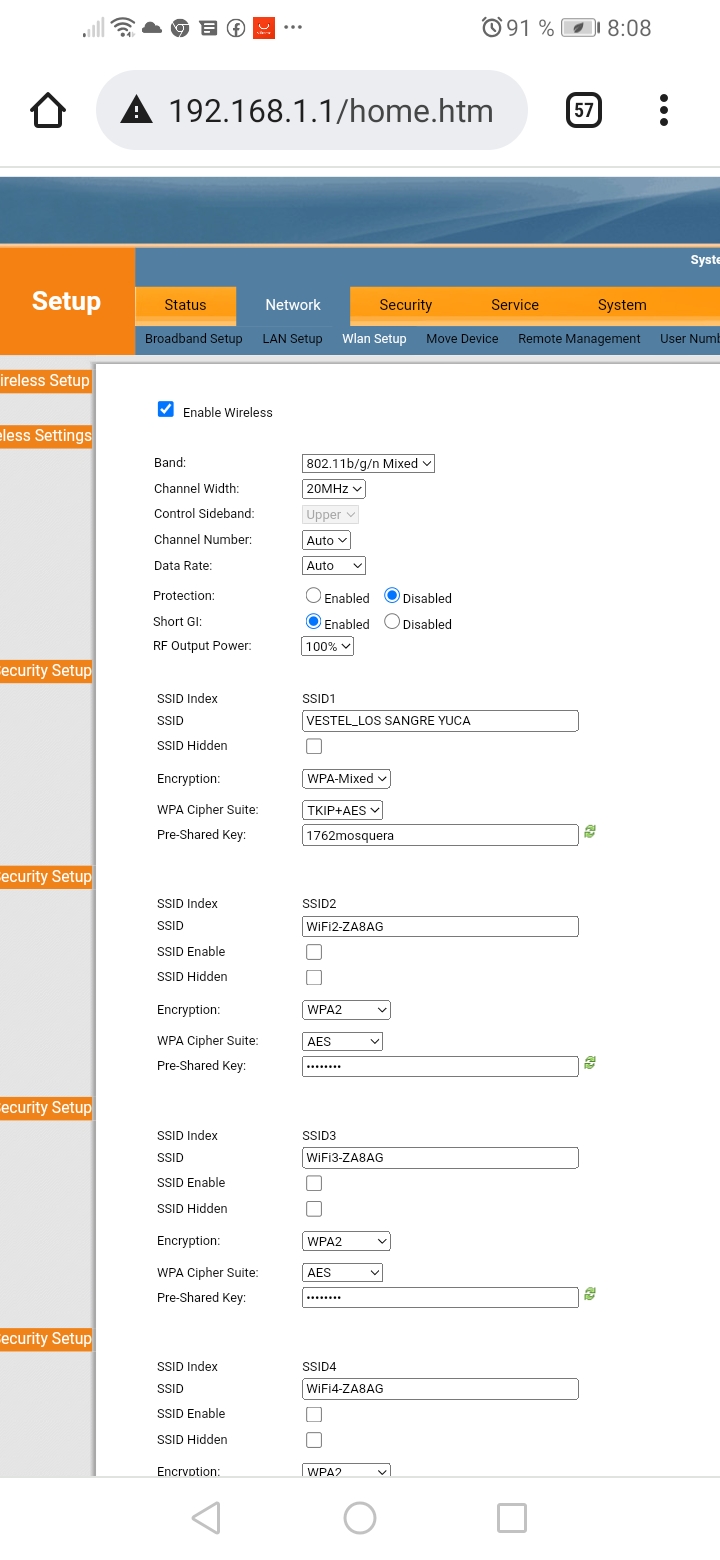 91 % 8:08
192.168.1.1/home.htm 57
Syste
Setup Status Network Security Service System
Broadband Setup LAN Setup Wlan Setup Move Device Remote Management User Numb
ireless Setup
Enable Wireless
eless Settings
Band: 802.11b/g/n Mixed
Channel Width: 20MHz
Control Sideband: Upper
Channel Number: Auto
Data Rate: Auto
Protection: Enabled Disabled
Short GI: Enabled Disabled
RF Output Power: 100%
ecurity Setup
SSID Index SSID1
SSID VESTEL_LOS SANGRE YUCA
SSID Hidden
Encryption: WPA-Mixed
WPA Cipher Suite: TKIP+AES
Pre-Shared Key: 1762mosquera
ecurity Setup
SSID Index SSID2
SSID WiFi2-ZA8AG
SSID Enable
SSID Hidden
Encryption: WPA2
WPA Cipher Suite: AES
Pre-Shared Key: ••••••••
ecurity Setup
SSID Index SSID3
SSID WiFi3-ZA8AG
SSID Enable
SSID Hidden
Encryption: WPA2
WPA Cipher Suite: AES
Pre-Shared Key: ••••••••
ecurity Setup
SSID Index SSID4
SSID WiFi4-ZA8AG
SSID Enable
SSID Hidden
Encryption: WPA2